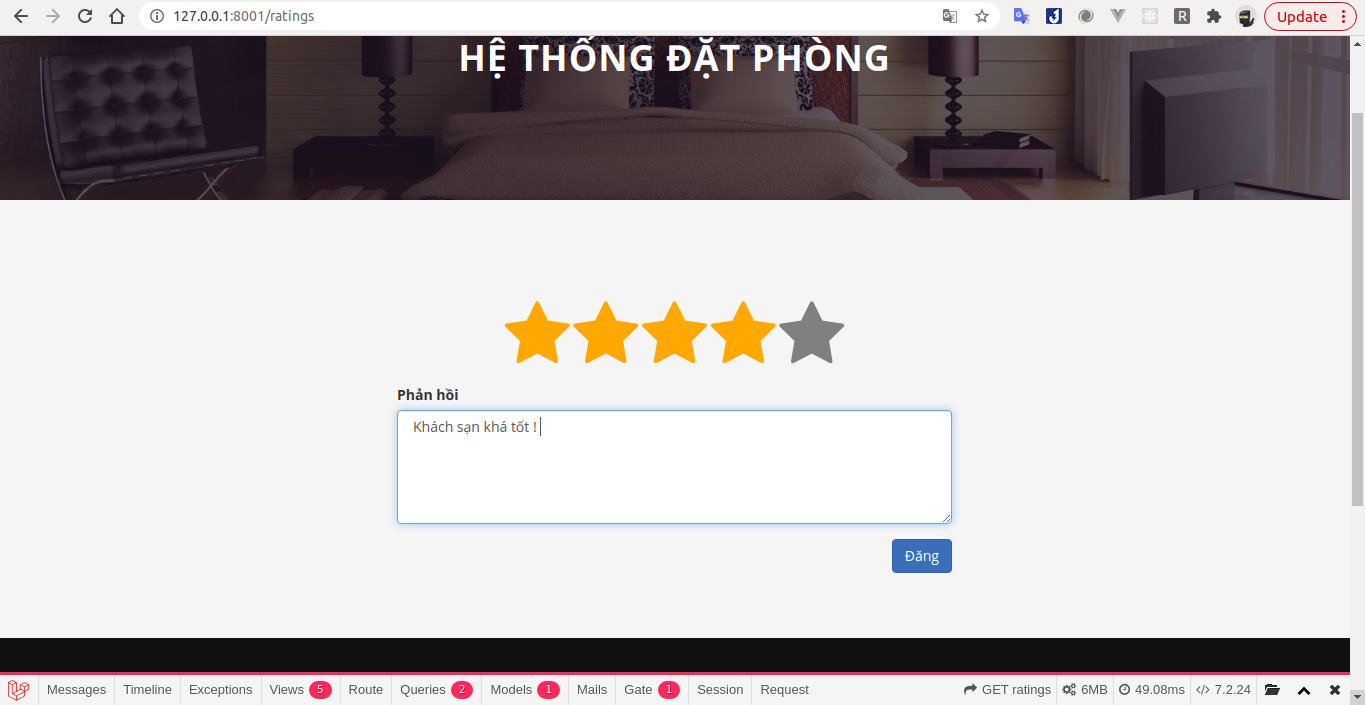 127.0.0.1:8001/ratings
Update
HỆ THỐNG ĐẶT PHÒNG
Phản hồi
Khách sạn khá tốt !
Đăng
Messages Timeline Exceptions Views 5 Route Queries 2 Models 1 Mails Gate 1 Session Request GET ratings 6MB 49.08ms 7.2.24